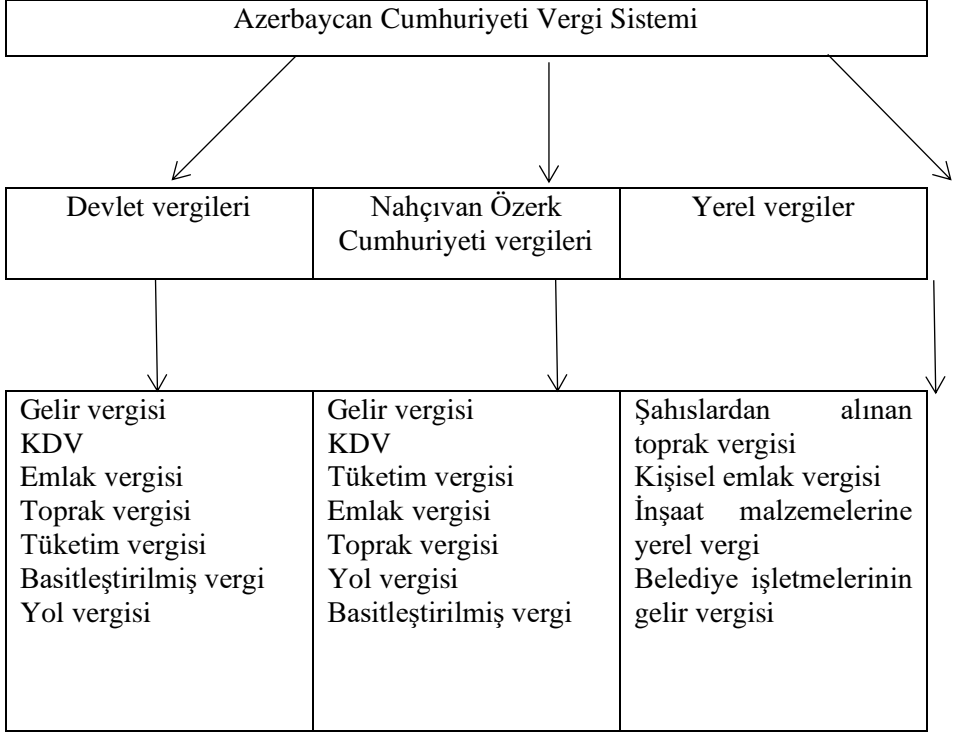 Azerbaycan Cumhuriyeti Vergi Sistemi
Devlet vergileri
Nahçıvan Özerk
Cumhuriyeti vergileri
Yerel vergiler
Gelir vergisi
KDV
Emlak vergisi
Toprak vergisi
Tüketim vergisi
Basitleştirilmiş vergi
Yol vergisi
Gelir vergisi
KDV
Tüketim vergisi
Emlak vergisi
Toprak vergisi
Yol vergisi
Basitleştirilmiş vergi
Şahıslardan alınan
toprak vergisi
Kişisel emlak vergisi
İnşaat malzemelerine
yerel vergi
Belediye işletmelerinin
gelir vergisi